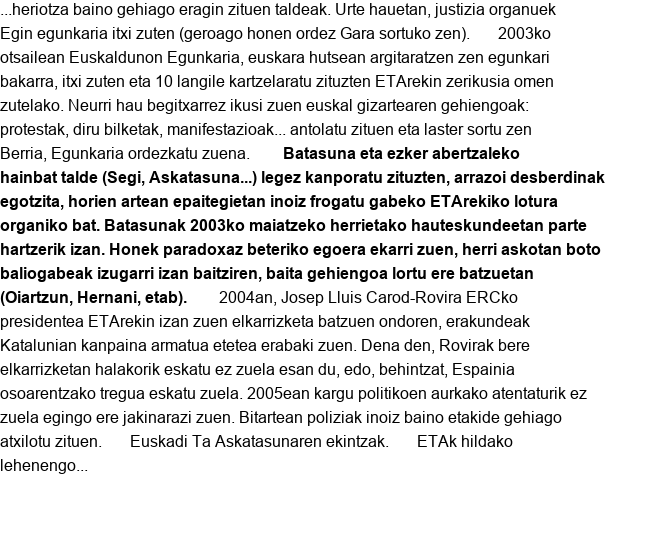 ...heriotza baino gehiago eragin zituen taldeak. Urte hauetan, justizia organuek
Egin egunkaria itxi zuten (geroago honen ordez Gara sortuko zen). 2003ko
otsailean Euskaldunon Egunkaria, euskara hutsean argitaratzen zen egunkari
bakarra, itxi zuten eta 10 langile kartzelaratu zituzten ETArekin zerikusia omen
zutelako. Neurri hau begitxarrez ikusi zuen euskal gizartearen gehiengoak:
protestak, diru bilketak, manifestazioak... antolatu zituen eta laster sortu zen
Berria, Egunkaria ordezkatu zuena. Batasuna eta ezker abertzaleko
hainbat talde (Segi, Askatasuna...) legez kanporatu zituzten, arrazoi desberdinak
egotzita, horien artean epaitegietan inoiz frogatu gabeko ETArekiko lotura
organiko bat. Batasunak 2003ko maiatzeko herrietako hauteskundeetan parte
hartzerik izan. Honek paradoxaz beteriko egoera ekarri zuen, herri askotan boto
baliogabeak izugarri izan baitziren, baita gehiengoa lortu ere batzuetan
(Oiartzun, Hernani, etab). 2004an, Josep Lluis Carod-Rovira ERCko
presidentea ETArekin izan zuen elkarrizketa batzuen ondoren, erakundeak
Katalunian kanpaina armatua etetea erabaki zuen. Dena den, Rovirak bere
elkarrizketan halakorik eskatu ez zuela esan du, edo, behintzat, Espainia
osoarentzako tregua eskatu zuela. 2005ean kargu politikoen aurkako atentaturik ez
zuela egingo ere jakinarazi zuen. Bitartean poliziak inoiz baino etakide gehiago
atxilotu zituen. Euskadi Ta Askatasunaren ekintzak. ETAk hildako
lehenengo...